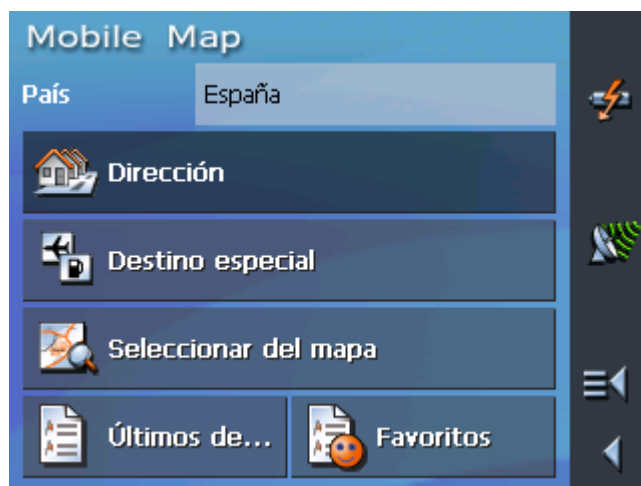 Mobile Map
País España
Dirección
Destino especial
Seleccionar del mapa
Últimos de... Favoritos